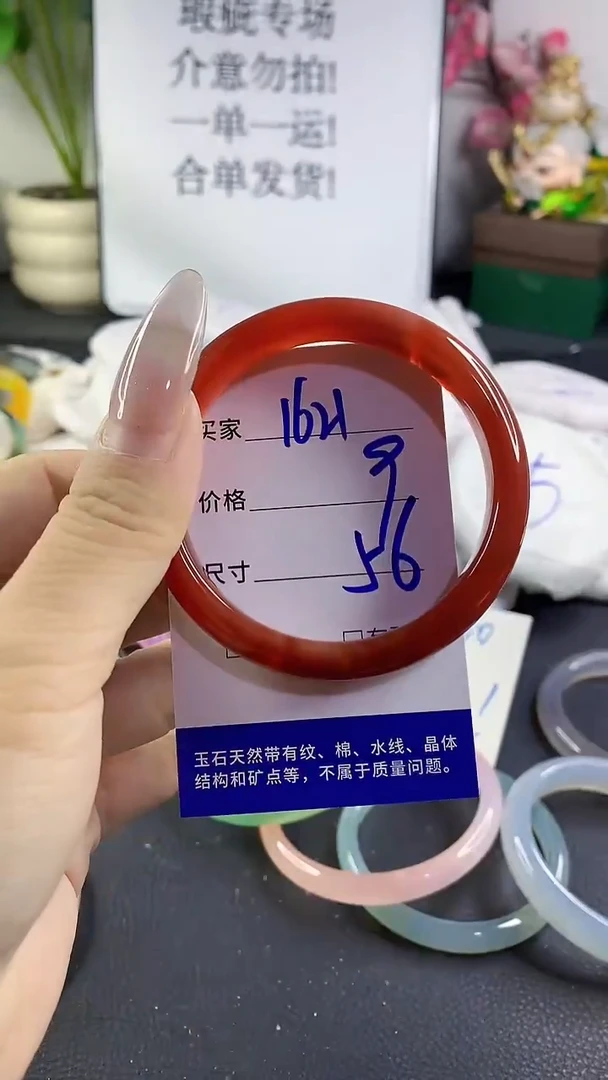 瑕疵专场
介意勿拍!
一单一运!
合单发货!
买家 1621
价格 9
尺寸 56
玉石天然带有纹、棉、水线、晶体
结构和矿点等，不属于质量问题。
5